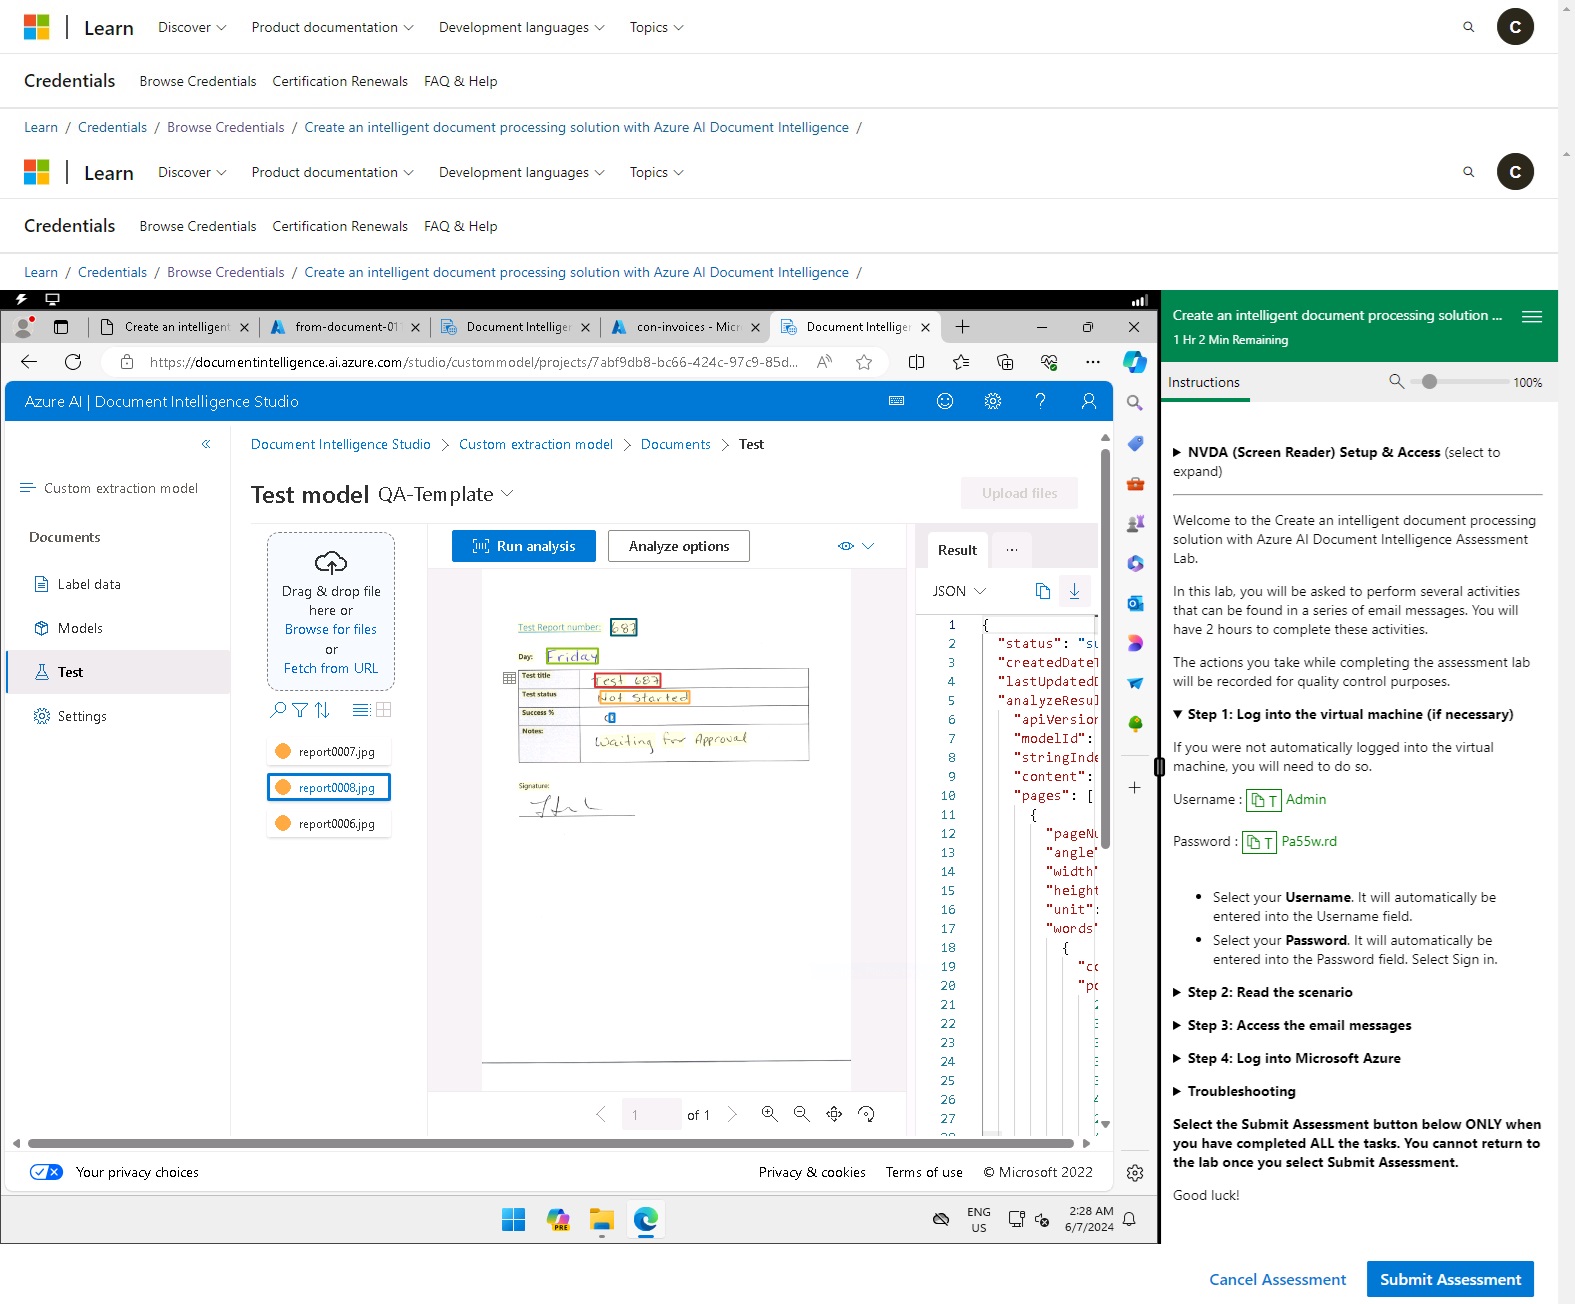 Learn Discover Product documentation Development languages Topics C
Credentials Browse Credentials Certification Renewals FAQ & Help
Learn / Credentials / Browse Credentials / Create an intelligent document processing solution with Azure AI Document Intelligence /
Learn Discover Product documentation Development languages Topics C
Credentials Browse Credentials Certification Renewals FAQ & Help
Learn / Credentials / Browse Credentials / Create an intelligent document processing solution with Azure AI Document Intelligence /
Create an intelligent from-document-01 Document Intelliger con-invoices - Micr Document Intelliger
https://documentintelligence.ai.azure.com/studio/custommodel/projects/7abf9db8-bc66-424c-97c9-85d...
Azure AI | Document Intelligence Studio
Document Intelligence Studio > Custom extraction model > Documents > Test
Custom extraction model
Documents
Label data
Models
Test
Settings
Test model QA-Template
Upload files
Drag & drop file
here or
Browse for files
or
Fetch from URL
report0007.jpg
report0008.jpg
report0006.jpg
Run analysis Analyze options
Test Report number: 687
Day: Friday
Test title Test 687
Test status Not Started
Success %
Notes: Waiting for Approval
Signature:
1 of 1
Result ...
JSON
1 {
2 "status": "su
3 "createdDateT
4 "lastUpdatedD
5 "analyzeResul
6 "apiVersion
7 "modelId":
8 "stringInde
9 "content":
10 "pages": [
11 {
12 "pageNu
13 "angle"
14 "width"
15 "height
16 "unit":
17 "words"
18 {
19 "co
20 "po
21
22
23
24
25
26
27
Your privacy choices Privacy & cookies Terms of use © Microsoft 2022
PRE
ENG
US
2:28 AM
6/7/2024
Create an intelligent document processing solution ...
1 Hr 2 Min Remaining
Instructions 100%
NVDA (Screen Reader) Setup & Access (select to
expand)
Welcome to the Create an intelligent document processing
solution with Azure AI Document Intelligence Assessment
Lab.
In this lab, you will be asked to perform several activities
that can be found in a series of email messages. You will
have 2 hours to complete these activities.
The actions you take while completing the assessment lab
will be recorded for quality control purposes.
Step 1: Log into the virtual machine (if necessary)
If you were not automatically logged into the virtual
machine, you will need to do so.
Username : T Admin
Password : T Pa55w.rd
• Select your Username. It will automatically be
entered into the Username field.
• Select your Password. It will automatically be
entered into the Password field. Select Sign in.
Step 2: Read the scenario
Step 3: Access the email messages
Step 4: Log into Microsoft Azure
Troubleshooting
Select the Submit Assessment button below ONLY when
you have completed ALL the tasks. You cannot return to
the lab once you select Submit Assessment.
Good luck!
Cancel Assessment Submit Assessment